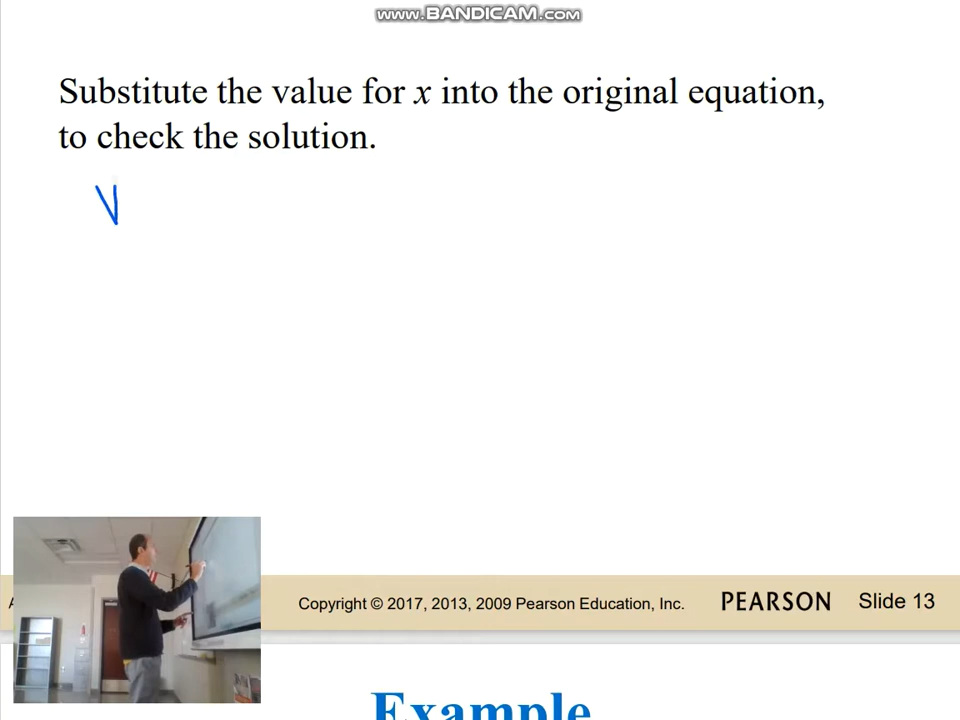 www.BANDICAM.com
Substitute the value for x into the original equation,
to check the solution.
V
Copyright © 2017, 2013, 2009 Pearson Education, Inc.
PEARSON
Slide 13
Example